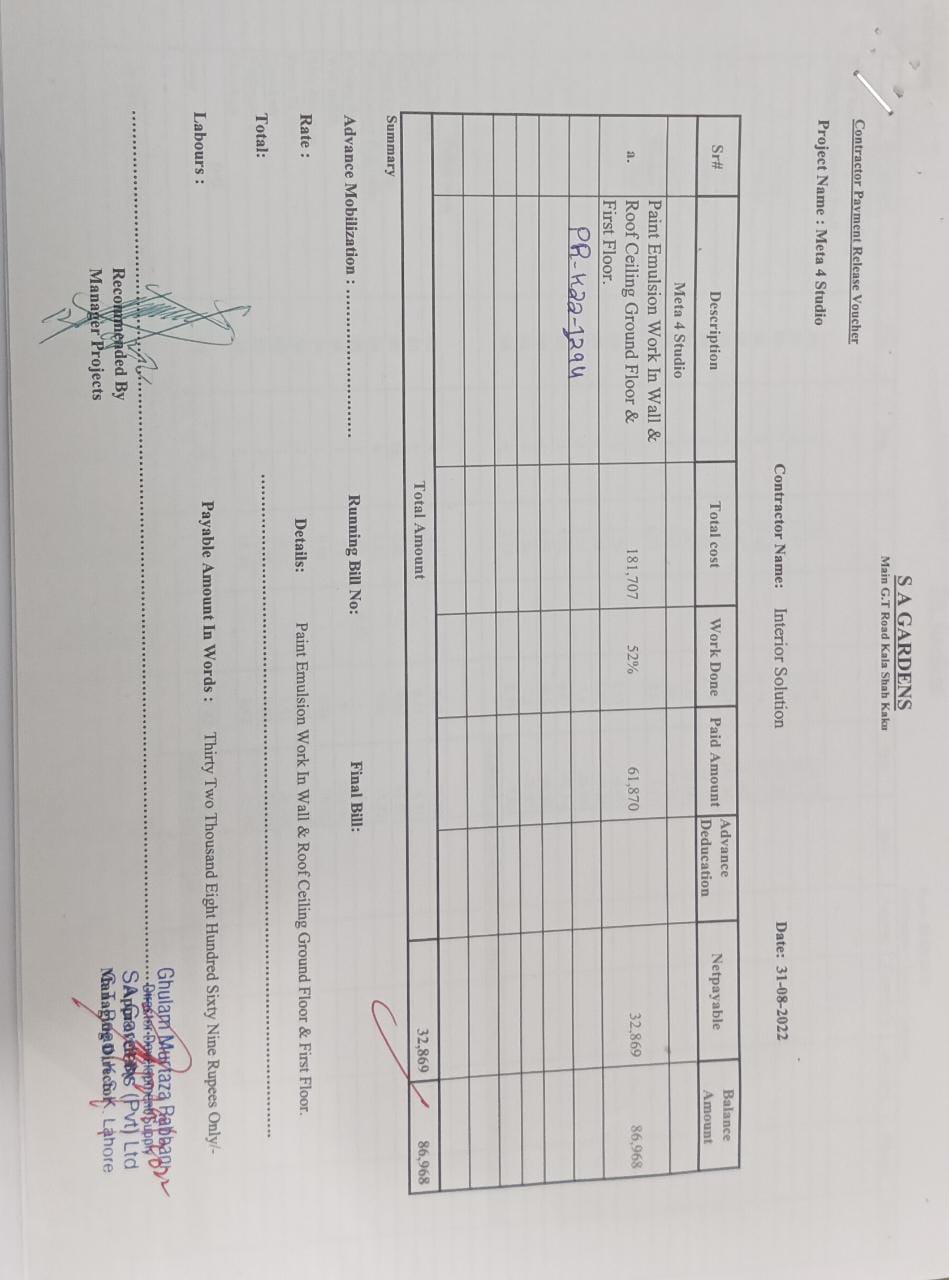 S A GARDENS
Main G.T Road Kala Shah Kaku
Contractor Payment Release Voucher
Project Name : Meta 4 Studio
Contractor Name: Interior Solution Date: 31-08-2022
Sr# Description Total cost Work Done Paid Amount Advance Deducation Netpayable Balance Amount
Meta 4 Studio
a. Paint Emulsion Work In Wall & 
Roof Ceiling Ground Floor & 181,707 52% 61,870 32,869 86,968
First Floor.
PR-K22-1294
Total Amount 32,869 86,968
Summary
Advance Mobilization : ........................ Running Bill No: Final Bill:
Rate : Details: Paint Emulsion Work In Wall & Roof Ceiling Ground Floor & First Floor.
Total:
Labours : Payable Amount In Words : Thirty Two Thousand Eight Hundred Sixty Nine Rupees Only/-
Recommended By
Manager Projects
Ghulam Murtaza Rabbani
SA Gardens (Pvt) Ltd
Managing Director
Lahore